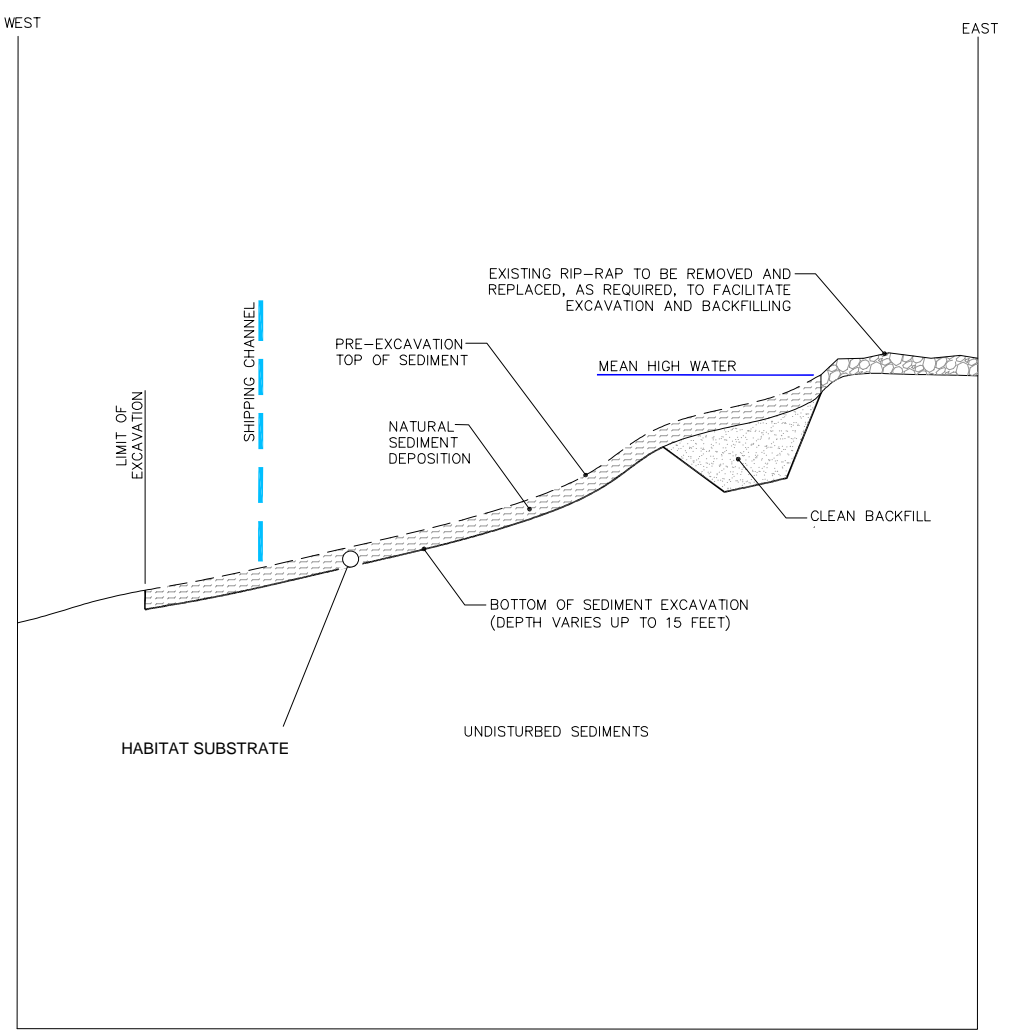 WEST
EAST
EXISTING RIP-RAP TO BE REMOVED AND
REPLACED, AS REQUIRED, TO FACILITATE
EXCAVATION AND BACKFILLING
SHIPPING CHANNEL
PRE-EXCAVATION
TOP OF SEDIMENT
MEAN HIGH WATER
LIMIT OF
EXCAVATION
NATURAL
SEDIMENT
DEPOSITION
CLEAN BACKFILL
BOTTOM OF SEDIMENT EXCAVATION
(DEPTH VARIES UP TO 15 FEET)
UNDISTURBED SEDIMENTS
HABITAT SUBSTRATE